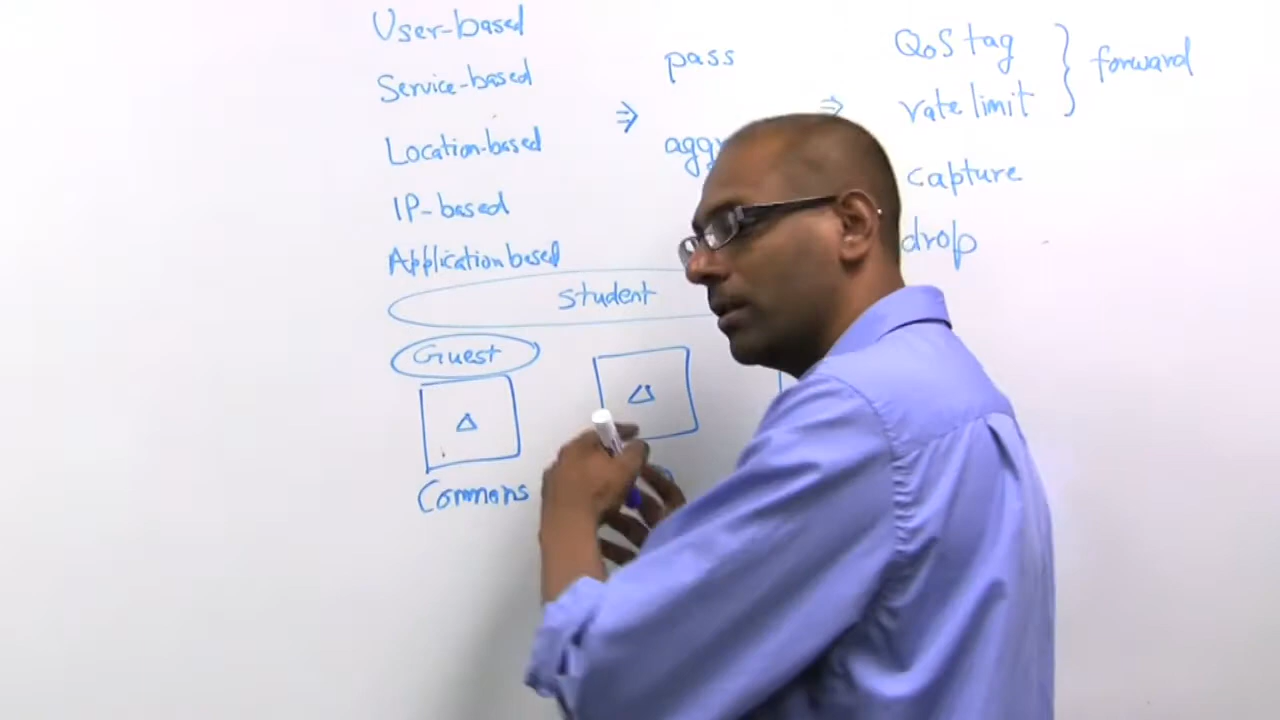 User-based
Service-based
Location-based
IP-based
Application based
⇒
pass
⇒
QoS tag
rate limit
} forward
capture
drop
Student
Guest
Commons